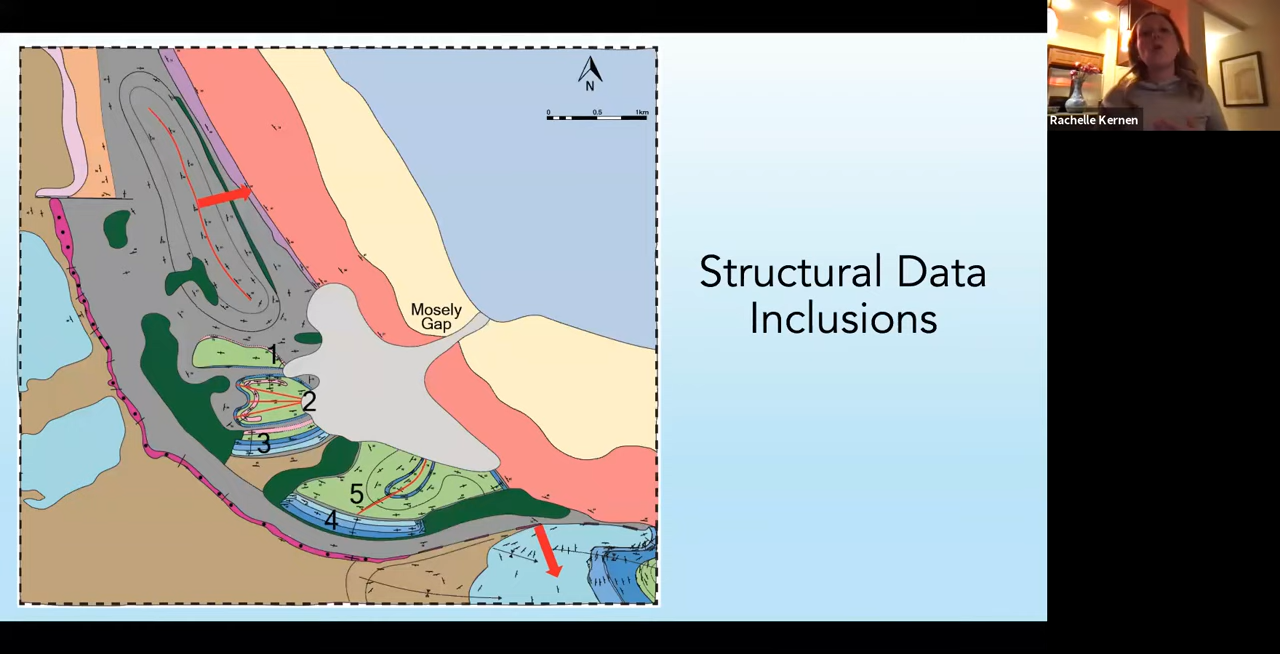 N
0 0.5 1km
Mosely
Gap
1
2
3
5
4
Structural Data
Inclusions
Rachelle Kernen